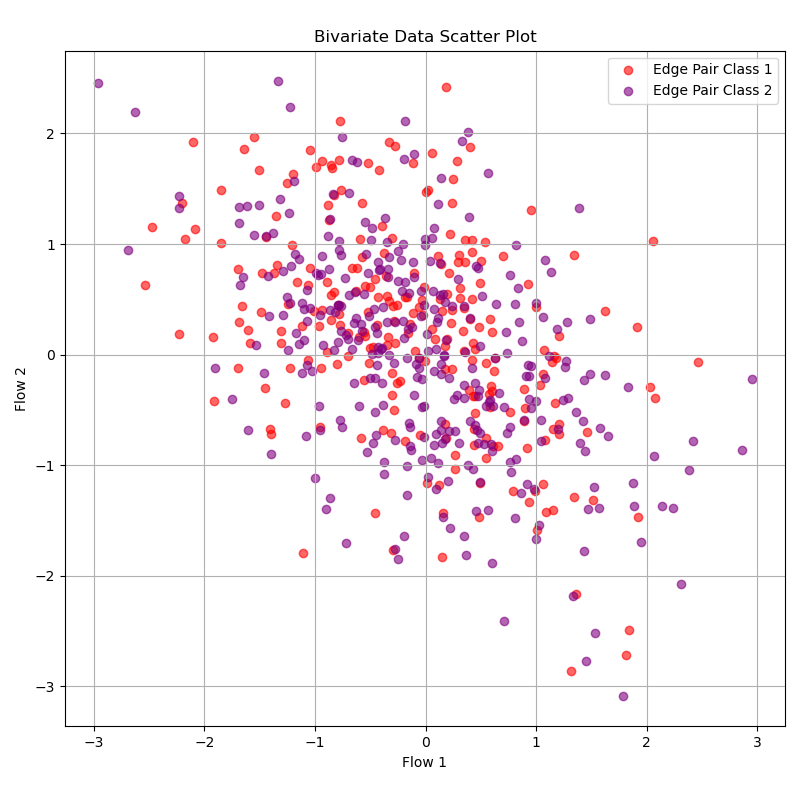 Bivariate Data Scatter Plot
Edge Pair Class 1
Edge Pair Class 2
Flow 2
2
1
0
−1
−2
−3
−3
−2
−1
0
1
2
3
Flow 1